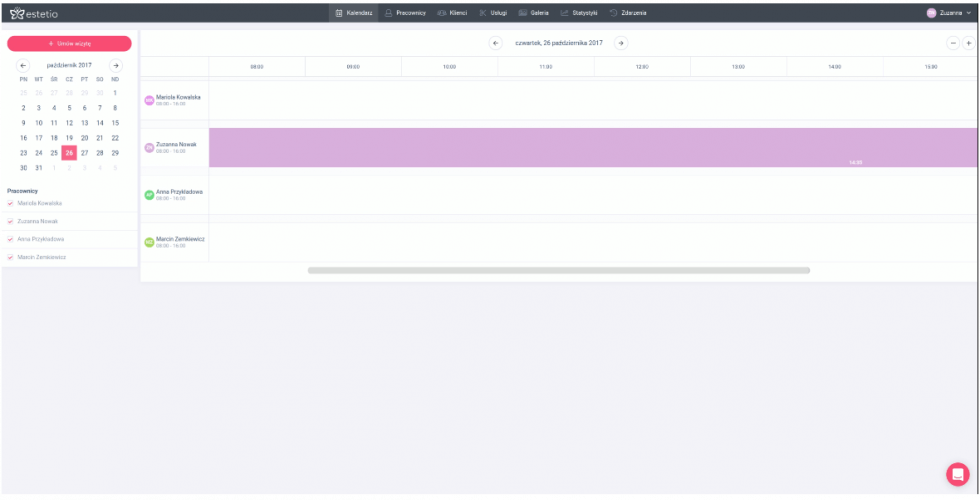 estetio
Kalendarz Pracownicy Klienci Usługi Galeria Statystyki Zdarzenia
ZN Zuzanna
+ Umów wizytę
październik 2017
PN WT ŚR CZ PT SO ND
25 26 27 28 29 30 1
2 3 4 5 6 7 8
9 10 11 12 13 14 15
16 17 18 19 20 21 22
23 24 25 26 27 28 29
30 31 1 2 3 4 5
Pracownicy
Mariola Kowalska
Zuzanna Nowak
Anna Przykładowa
Marcin Zemkiewicz
czwartek, 26 października 2017
08:00 09:00 10:00 11:00 12:00 13:00 14:00 15:00
MK Mariola Kowalska
08:00 - 16:00
ZN Zuzanna Nowak
08:00 - 16:00
14:00
AP Anna Przykładowa
08:00 - 16:00
MZ Marcin Zemkiewicz
08:00 - 16:00